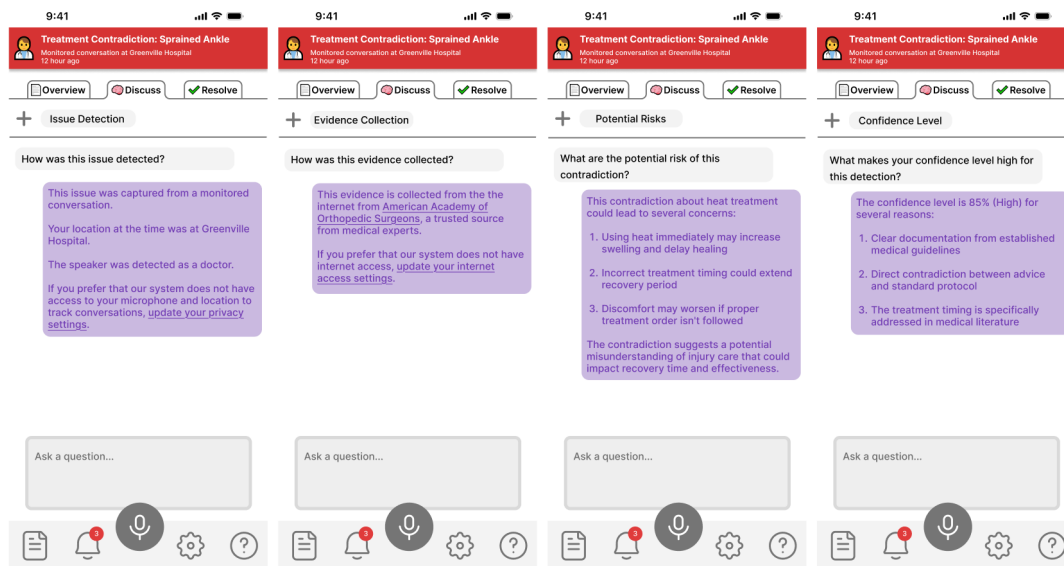 9:41
Treatment Contradiction: Sprained Ankle
Monitored conversation at Greenville Hospital
12 hour ago
Overview
Discuss
Resolve
Issue Detection
How was this issue detected?
This issue was captured from a monitored
conversation.
Your location at the time was at Greenville
Hospital.
The speaker was detected as a doctor.
If you prefer that our system does not have
access to your microphone and location to
track conversations, update your privacy
settings.
Ask a question...
3
9:41
Treatment Contradiction: Sprained Ankle
Monitored conversation at Greenville Hospital
12 hour ago
Overview
Discuss
Resolve
Evidence Collection
How was this evidence collected?
This evidence is collected from the the
internet from American Academy of
Orthopedic Surgeons, a trusted source
from medical experts.
If you prefer that our system does not have
internet access, update your internet
access settings.
Ask a question...
3
9:41
Treatment Contradiction: Sprained Ankle
Monitored conversation at Greenville Hospital
12 hour ago
Overview
Discuss
Resolve
Potential Risks
What are the potential risk of this
contradiction?
This contradiction about heat treatment
could lead to several concerns:
1. Using heat immediately may increase
swelling and delay healing
2. Incorrect treatment timing could extend
recovery period
3. Discomfort may worsen if proper
treatment order isn't followed
The contradiction suggests a potential
misunderstanding of injury care that could
impact recovery time and effectiveness.
Ask a question...
3
9:41
Treatment Contradiction: Sprained Ankle
Monitored conversation at Greenville Hospital
12 hour ago
Overview
Discuss
Resolve
Confidence Level
What makes your confidence level high for
this detection?
The confidence level is 85% (High) for
several reasons:
1. Clear documentation from established
medical guidelines
2. Direct contradiction between advice
and standard protocol
3. The treatment timing is specifically
addressed in medical literature
Ask a question...
3